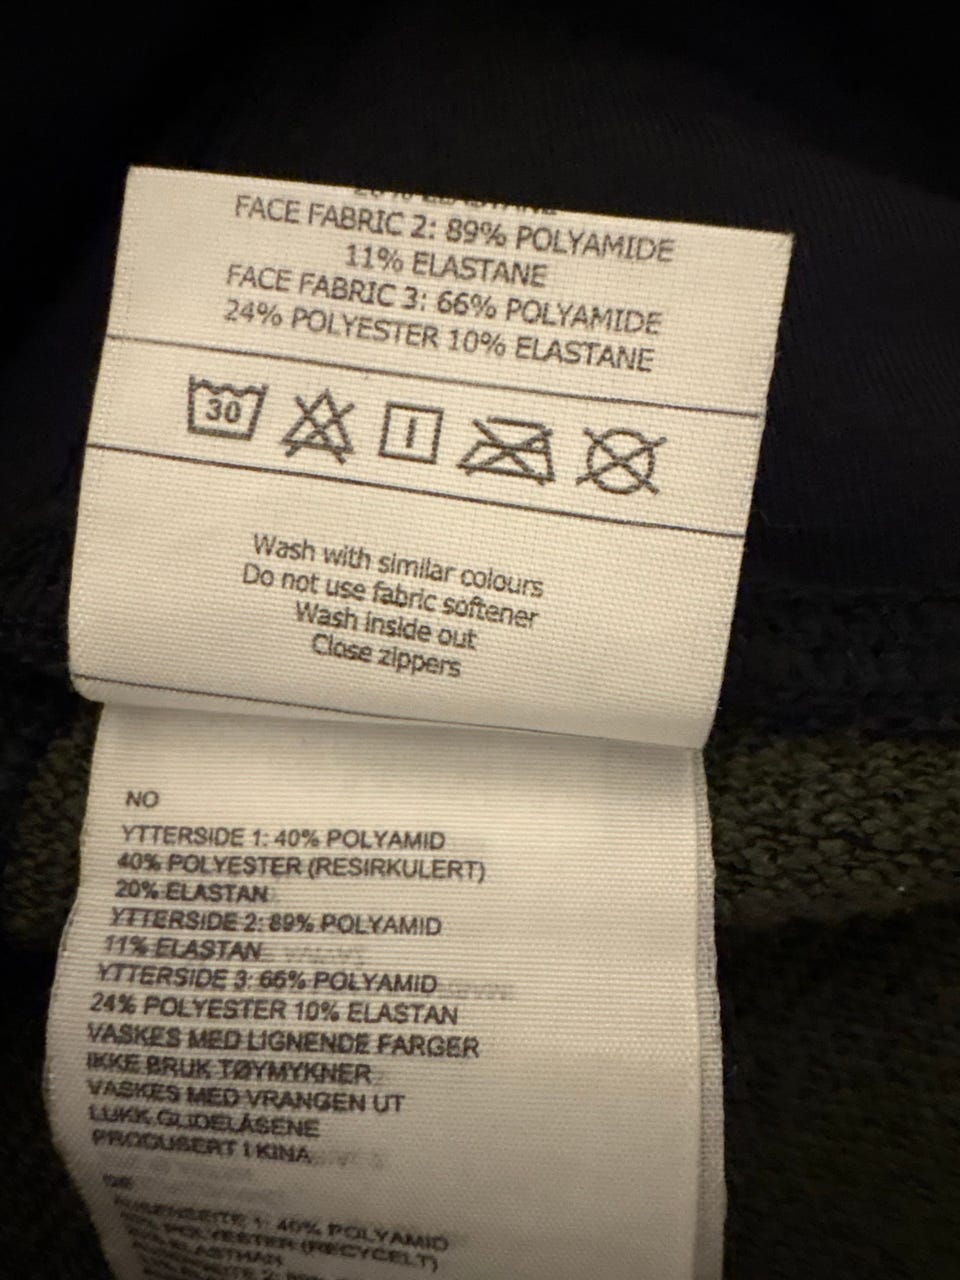 FACE FABRIC 2: 89% POLYAMIDE
11% ELASTANE
FACE FABRIC 3: 66% POLYAMIDE
24% POLYESTER 10% ELASTANE
30
Wash with similar colours
Do not use fabric softener
Wash inside out
Close zippers
NO
YTTERSIDE 1: 40% POLYAMID
40% POLYESTER (RESIRKULERT)
20% ELASTAN
YTTERSIDE 2: 89% POLYAMID
11% ELASTAN
YTTERSIDE 3: 66% POLYAMID
24% POLYESTER 10% ELASTAN
VASKES MED LIGNENDE FARGER
IKKE BRUK TØYMYKNER
VASKES MED VRANGEN UT
LUKK GLIDELÅSENE
PRODUSERT I KINA
1: 40% POLYAMID
POLYESTER (RECYCELT)